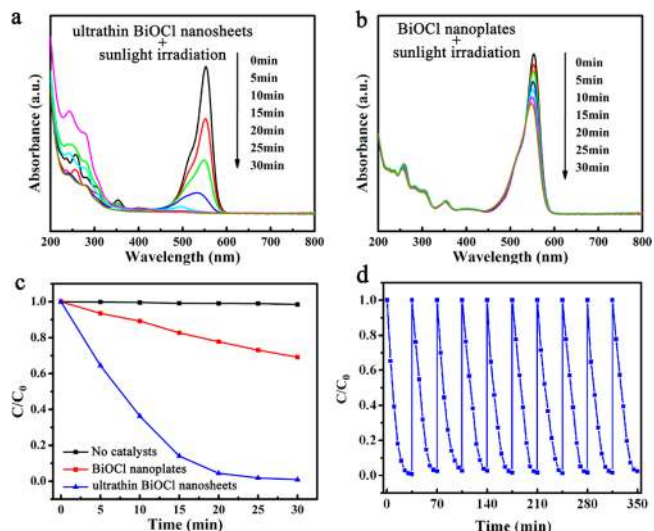 a
ultrathin BiOCl nanosheets
+
sunlight irradiation
0min
5min
10min
15min
20min
25min
30min
Absorbance (a.u.)
200 300 400 500 600 700 800
Wavelength (nm)
b
BiOCl nanoplates
+
sunlight irradiation
0min
5min
10min
15min
20min
25min
30min
Absorbance (a.u.)
200 300 400 500 600 700 800
Wavelength (nm)
c
1.0
0.8
0.6
0.4
0.2
0.0
C/C0
No catalysts
BiOCl nanoplates
ultrathin BiOCl nanosheets
0 5 10 15 20 25 30
Time (min)
d
1.0
0.8
0.6
0.4
0.2
0.0
C/C0
0 70 140 210 280 350
Time (min)